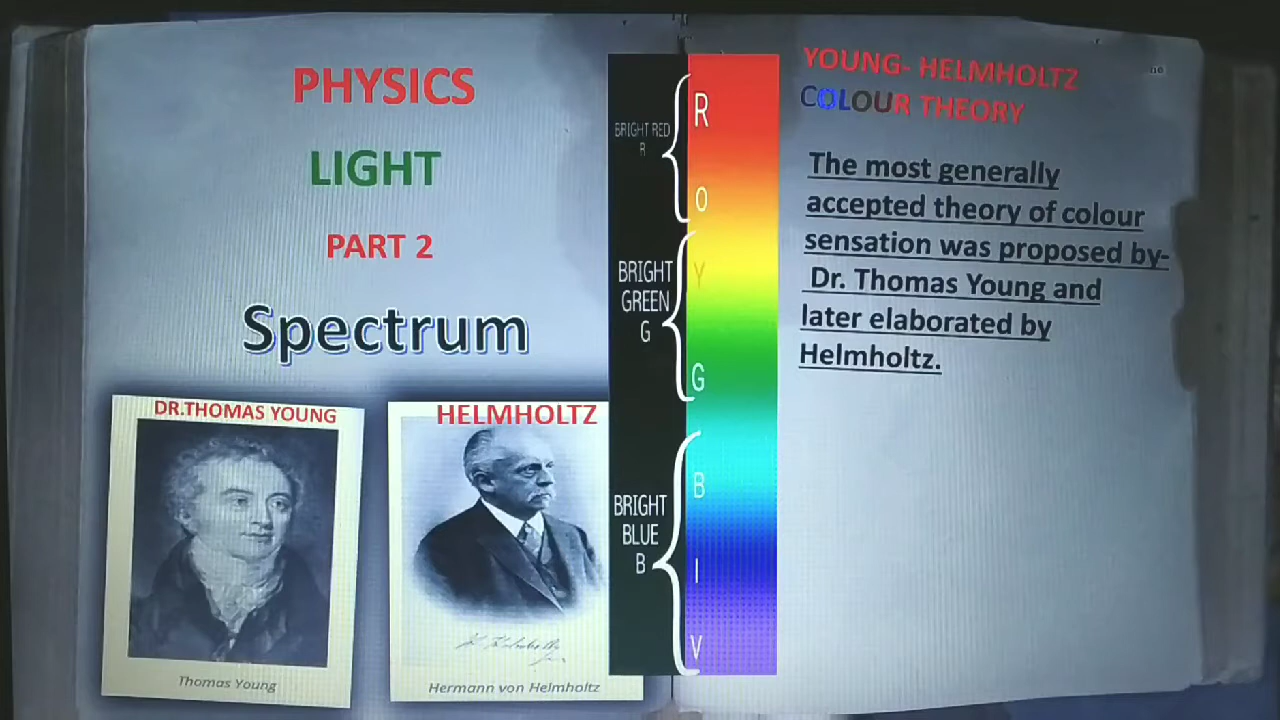 PHYSICS
LIGHT
PART 2
Spectrum
DR.THOMAS YOUNG
Thomas Young
HELMHOLTZ
Hermann von Helmholtz
BRIGHT RED
R
BRIGHT
GREEN
G
BRIGHT
BLUE
B
R
O
Y
G
B
I
V
YOUNG- HELMHOLTZ
COLOUR THEORY
The most generally
accepted theory of colour
sensation was proposed by-
Dr. Thomas Young and
later elaborated by
Helmholtz.